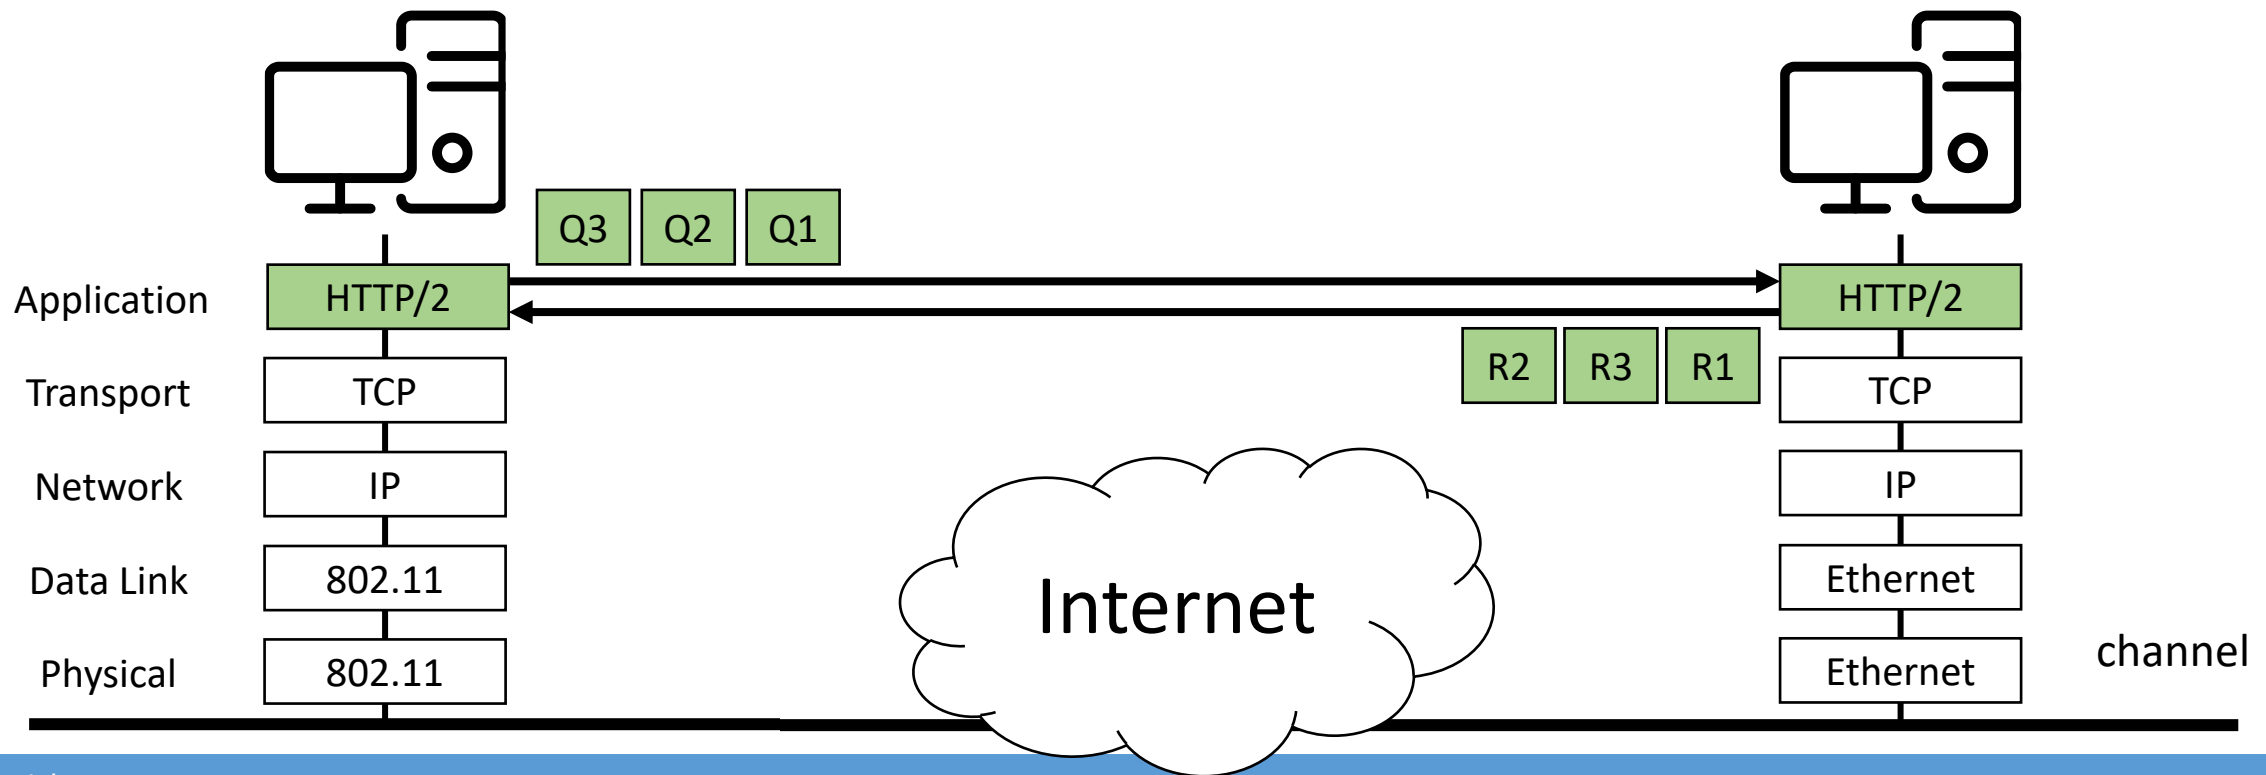 Q3 Q2 Q1
Application HTTP/2 HTTP/2
R2 R3 R1
Transport TCP TCP
Network IP IP
Data Link 802.11 Ethernet
Internet
Physical 802.11 Ethernet
channel